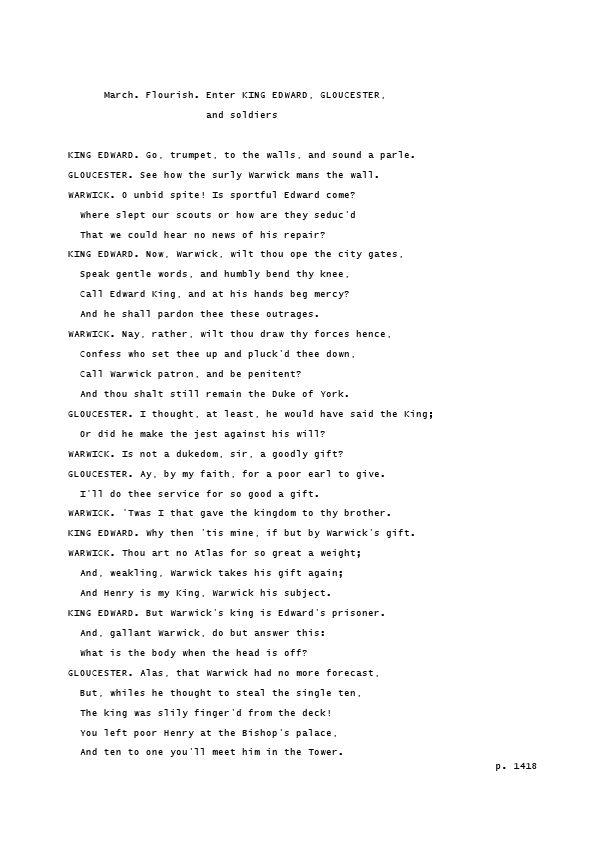 March. Flourish. Enter KING EDWARD, GLOUCESTER,
and soldiers
KING EDWARD. Go, trumpet, to the walls, and sound a parle.
GLOUCESTER. See how the surly Warwick mans the wall.
WARWICK. O unbid spite! Is sportful Edward come?
Where slept our scouts or how are they seduc'd
That we could hear no news of his repair?
KING EDWARD. Now, Warwick, wilt thou ope the city gates,
Speak gentle words, and humbly bend thy knee,
Call Edward King, and at his hands beg mercy?
And he shall pardon thee these outrages.
WARWICK. Nay, rather, wilt thou draw thy forces hence,
Confess who set thee up and pluck'd thee down,
Call Warwick patron, and be penitent?
And thou shalt still remain the Duke of York.
GLOUCESTER. I thought, at least, he would have said the King;
Or did he make the jest against his will?
WARWICK. Is not a dukedom, sir, a goodly gift?
GLOUCESTER. Ay, by my faith, for a poor earl to give.
I'll do thee service for so good a gift.
WARWICK. 'Twas I that gave the kingdom to thy brother.
KING EDWARD. Why then 'tis mine, if but by Warwick's gift.
WARWICK. Thou art no Atlas for so great a weight;
And, weakling, Warwick takes his gift again;
And Henry is my King, Warwick his subject.
KING EDWARD. But Warwick's king is Edward's prisoner.
And, gallant Warwick, do but answer this:
What is the body when the head is off?
GLOUCESTER. Alas, that Warwick had no more forecast,
But, whiles he thought to steal the single ten,
The king was slily finger'd from the deck!
You left poor Henry at the Bishop's palace,
And ten to one you'll meet him in the Tower.
p. 1418